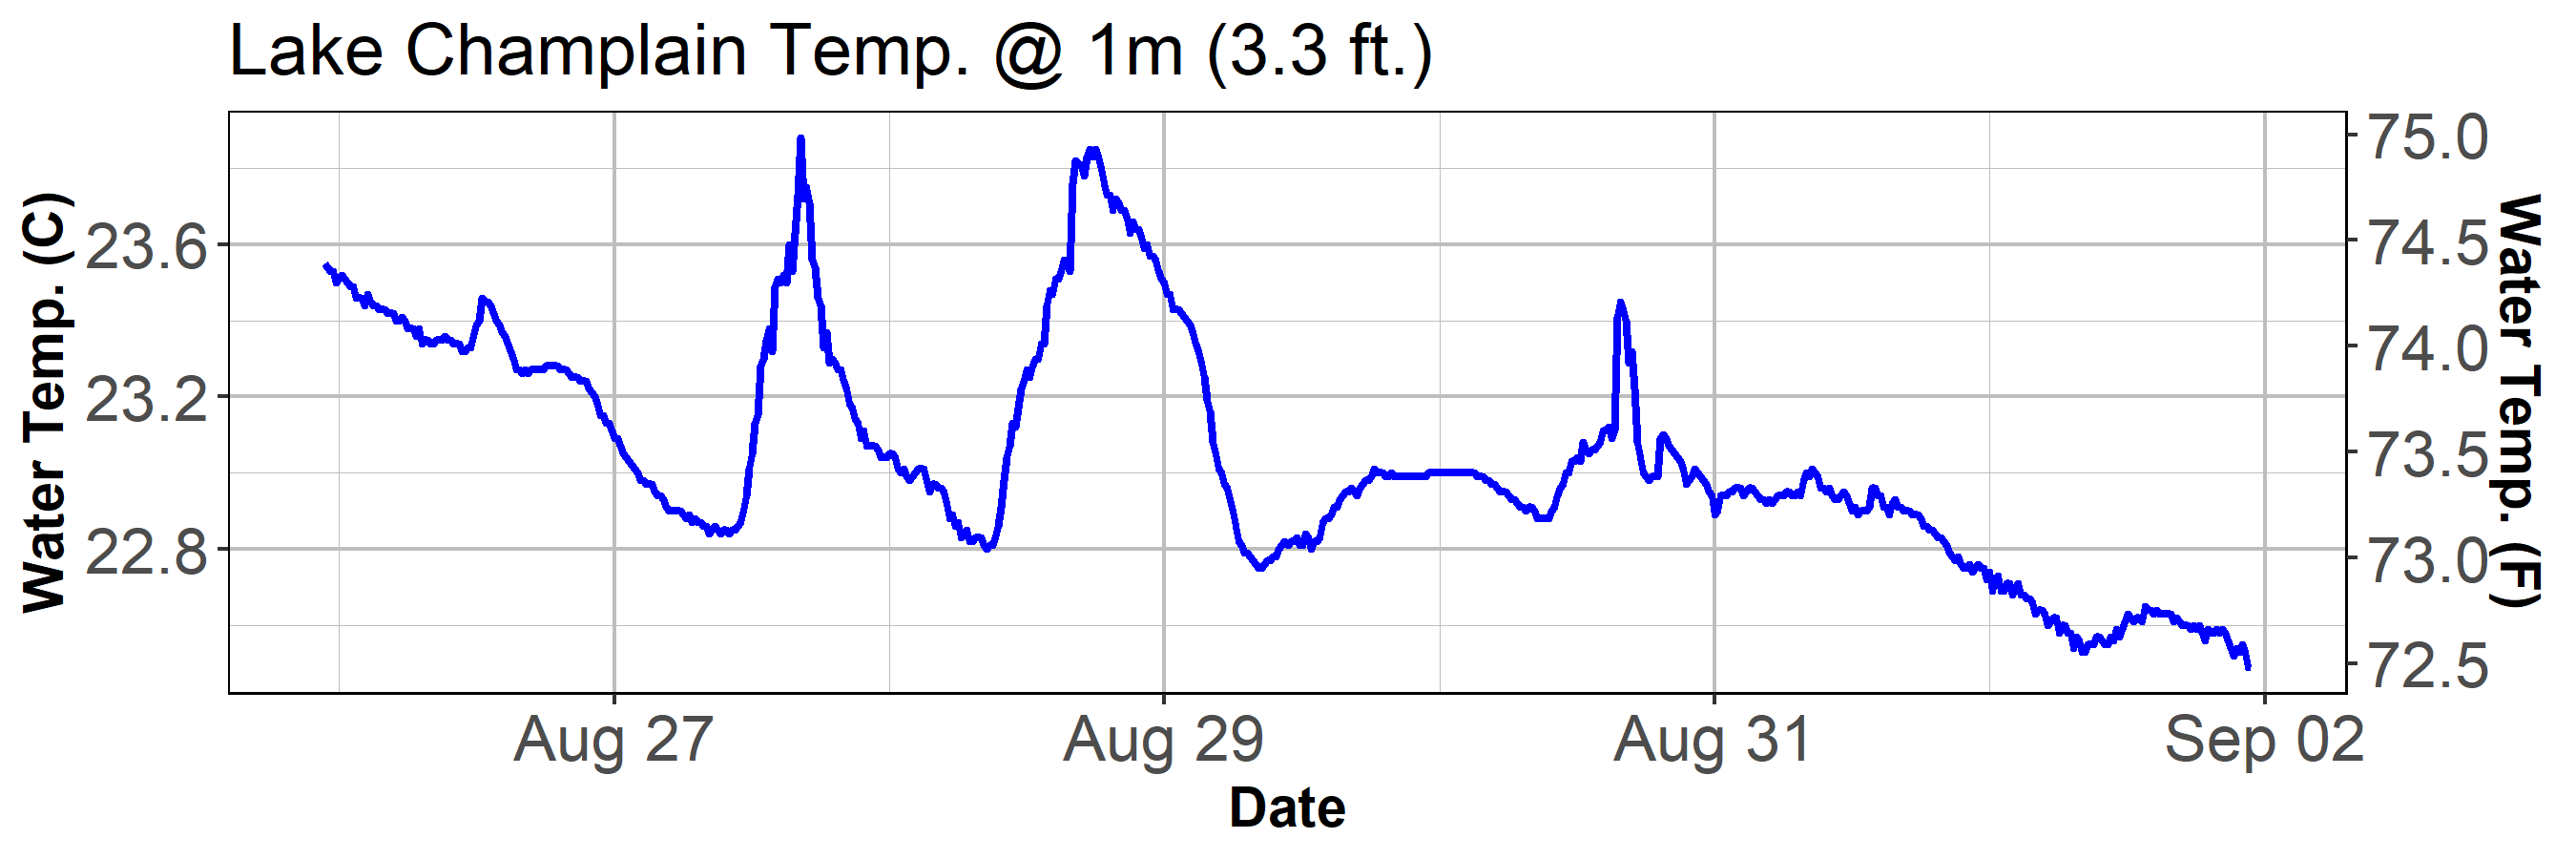 Lake Champlain Temp. @ 1m (3.3 ft.)
Water Temp. (C)
23.6
23.2
22.8
75.0
74.5
74.0
73.5
73.0
72.5
Water Temp. (F)
Aug 27
Aug 29
Aug 31
Sep 02
Date